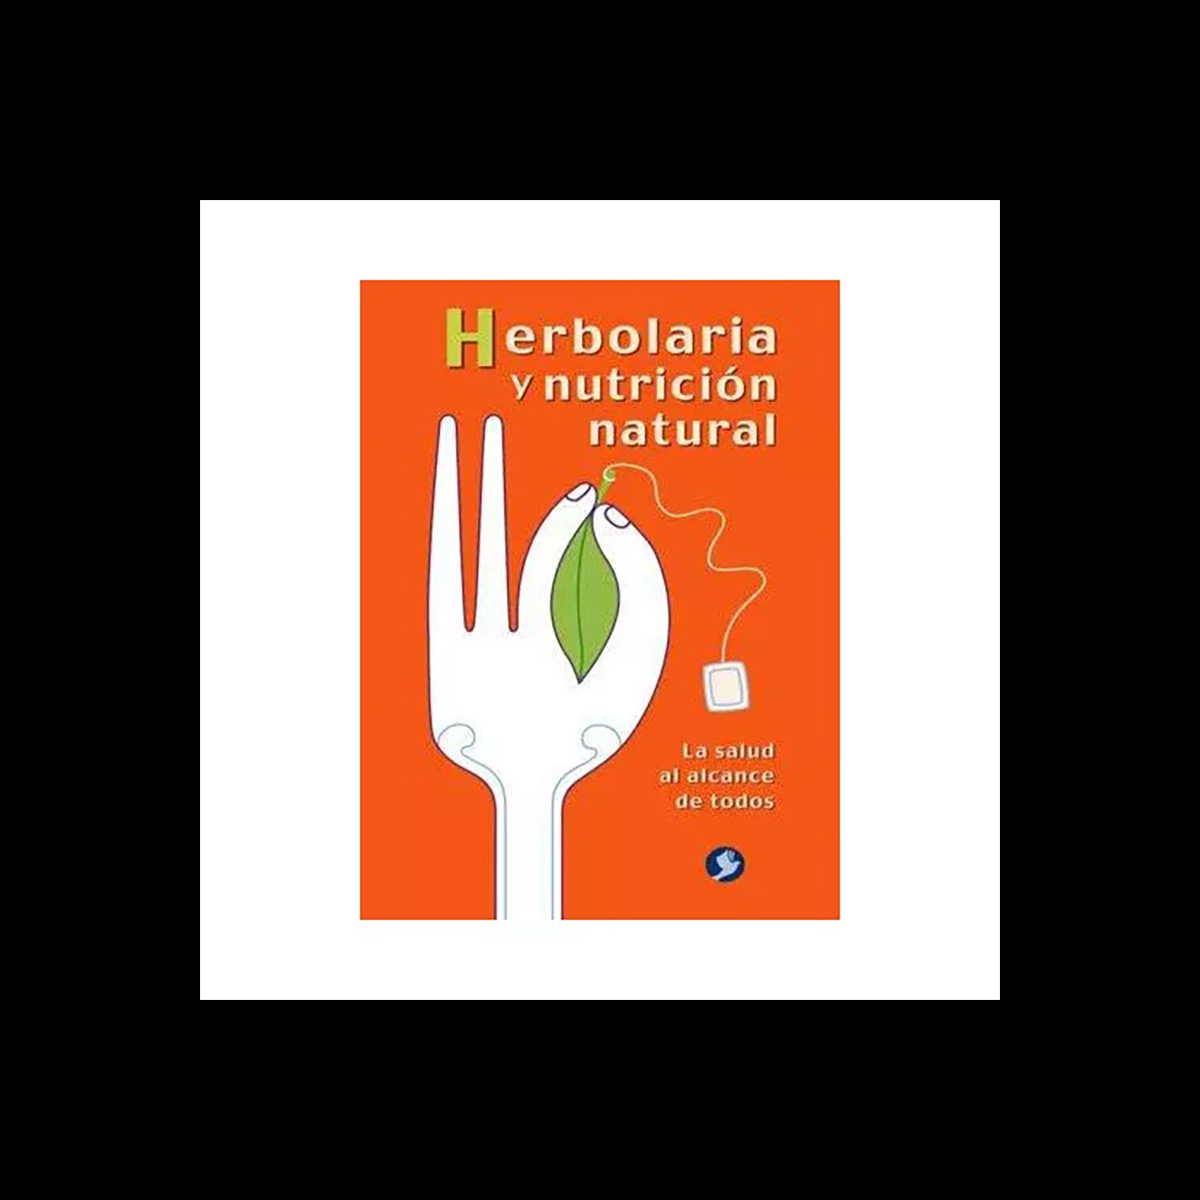 Herbolaria
y nutrición
natural
La salud
al alcance
de todos